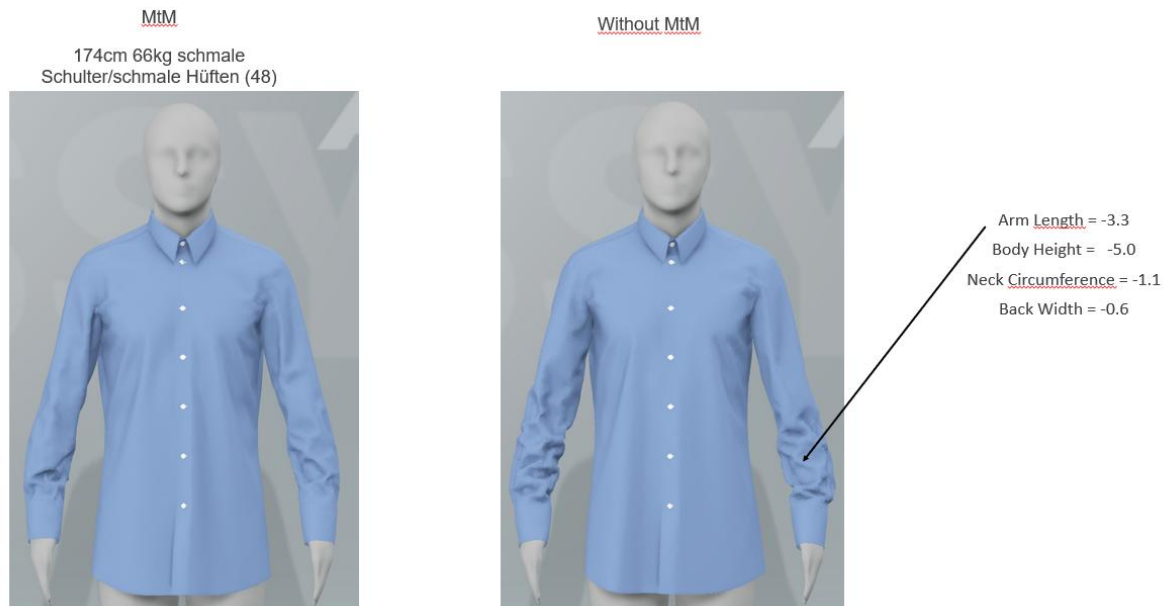 MtM
174cm 66kg schmale
Schulter/schmale Hüften (48)
Without MtM
Arm Length = -3.3
Body Height = -5.0
Neck Circumference = -1.1
Back Width = -0.6